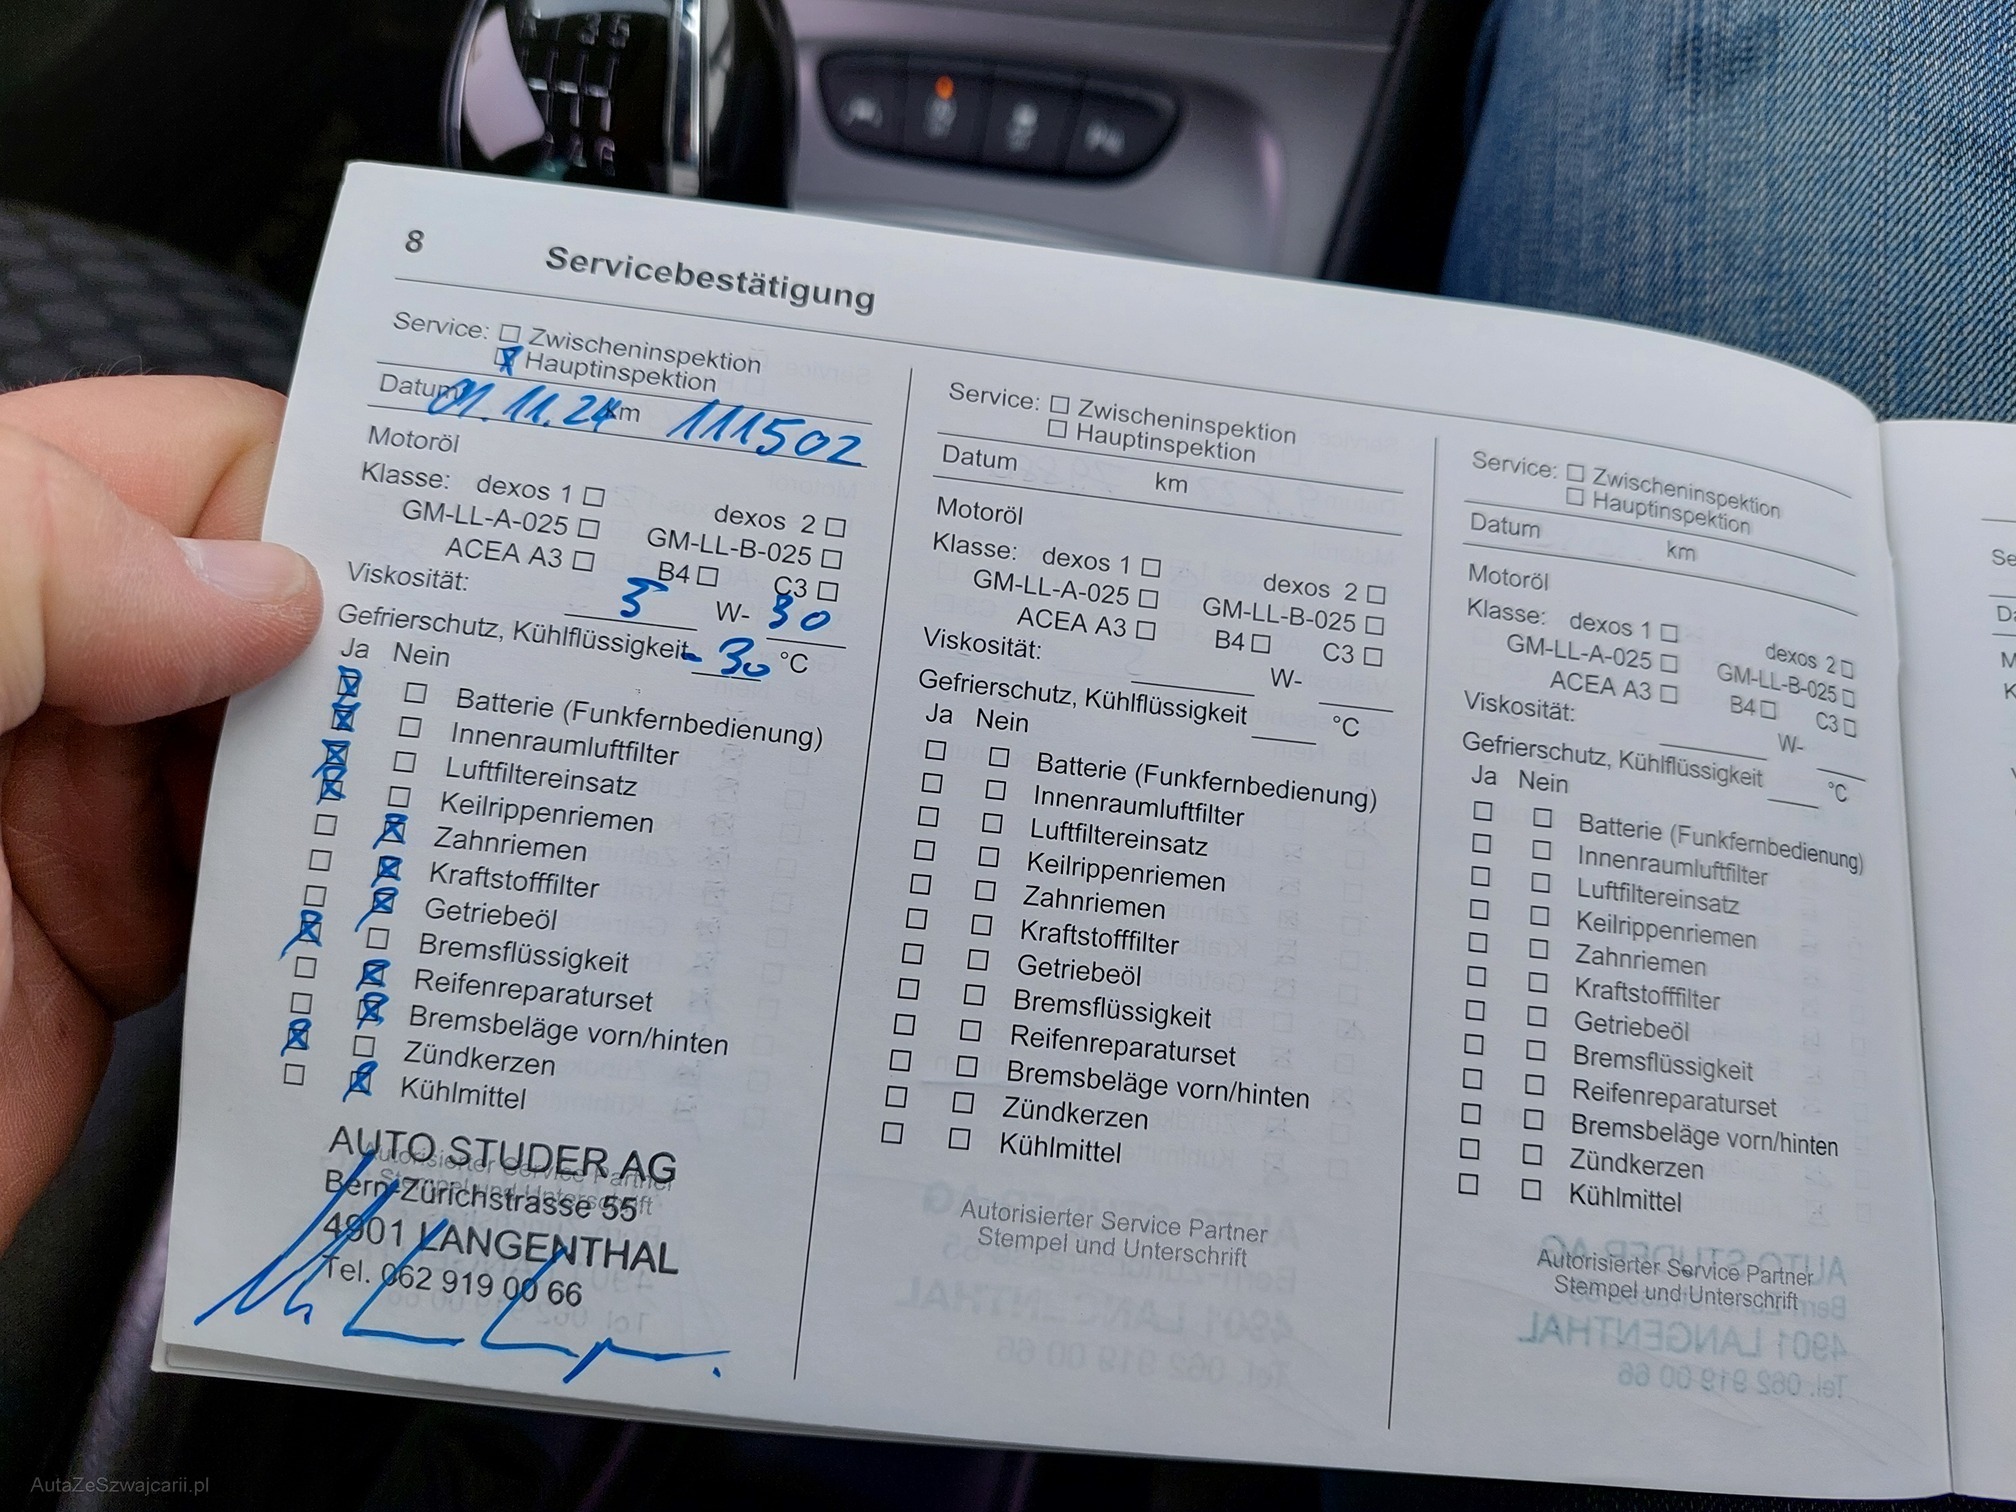 8
Servicebestätigung
Service: ☐ Zwischeninspektion
☒ Hauptinspektion
Datum 01.11.24 km 111502
Motoröl
Klasse: dexos 1 ☐ dexos 2 ☐
GM-LL-A-025 ☐ GM-LL-B-025 ☐
ACEA A3 ☐ B4 ☐ C3 ☐
Viskosität: 5 W- 30
Gefrierschutz, Kühlflüssigkeit -30 °C
Ja Nein
☒ ☐ Batterie (Funkfernbedienung)
☒ ☐ Innenraumluftfilter
☒ ☐ Luftfiltereinsatz
☒ ☐ Keilrippenriemen
☐ ☒ Zahnriemen
☐ ☒ Kraftstofffilter
☐ ☒ Getriebeöl
☒ ☐ Bremsflüssigkeit
☐ ☒ Reifenreparaturset
☐ ☒ Bremsbeläge vorn/hinten
☒ ☐ Zündkerzen
☐ ☒ Kühlmittel
Autorisierter Service Partner
Stempel und Unterschrift
AUTO STUDER AG
Bern-Zürichstrasse 55
4901 LANGENTHAL
Tel. 062 919 00 66
Service: ☐ Zwischeninspektion
☐ Hauptinspektion
Datum km
Motoröl
Klasse: dexos 1 ☐ dexos 2 ☐
GM-LL-A-025 ☐ GM-LL-B-025 ☐
ACEA A3 ☐ B4 ☐ C3 ☐
Viskosität: W-
Gefrierschutz, Kühlflüssigkeit °C
Ja Nein
☐ ☐ Batterie (Funkfernbedienung)
☐ ☐ Innenraumluftfilter
☐ ☐ Luftfiltereinsatz
☐ ☐ Keilrippenriemen
☐ ☐ Zahnriemen
☐ ☐ Kraftstofffilter
☐ ☐ Getriebeöl
☐ ☐ Bremsflüssigkeit
☐ ☐ Reifenreparaturset
☐ ☐ Bremsbeläge vorn/hinten
☐ ☐ Zündkerzen
☐ ☐ Kühlmittel
Autorisierter Service Partner
Stempel und Unterschrift
Service: ☐ Zwischeninspektion
☐ Hauptinspektion
Datum km
Motoröl
Klasse: dexos 1 ☐ dexos 2 ☐
GM-LL-A-025 ☐ GM-LL-B-025 ☐
ACEA A3 ☐ B4 ☐ C3 ☐
Viskosität: W-
Gefrierschutz, Kühlflüssigkeit °C
Ja Nein
☐ ☐ Batterie (Funkfernbedienung)
☐ ☐ Innenraumluftfilter
☐ ☐ Luftfiltereinsatz
☐ ☐ Keilrippenriemen
☐ ☐ Zahnriemen
☐ ☐ Kraftstofffilter
☐ ☐ Getriebeöl
☐ ☐ Bremsflüssigkeit
☐ ☐ Reifenreparaturset
☐ ☐ Bremsbeläge vorn/hinten
☐ ☐ Zündkerzen
☐ ☐ Kühlmittel
Autorisierter Service Partner
Stempel und Unterschrift
AutaZeSzwajcarii.pl